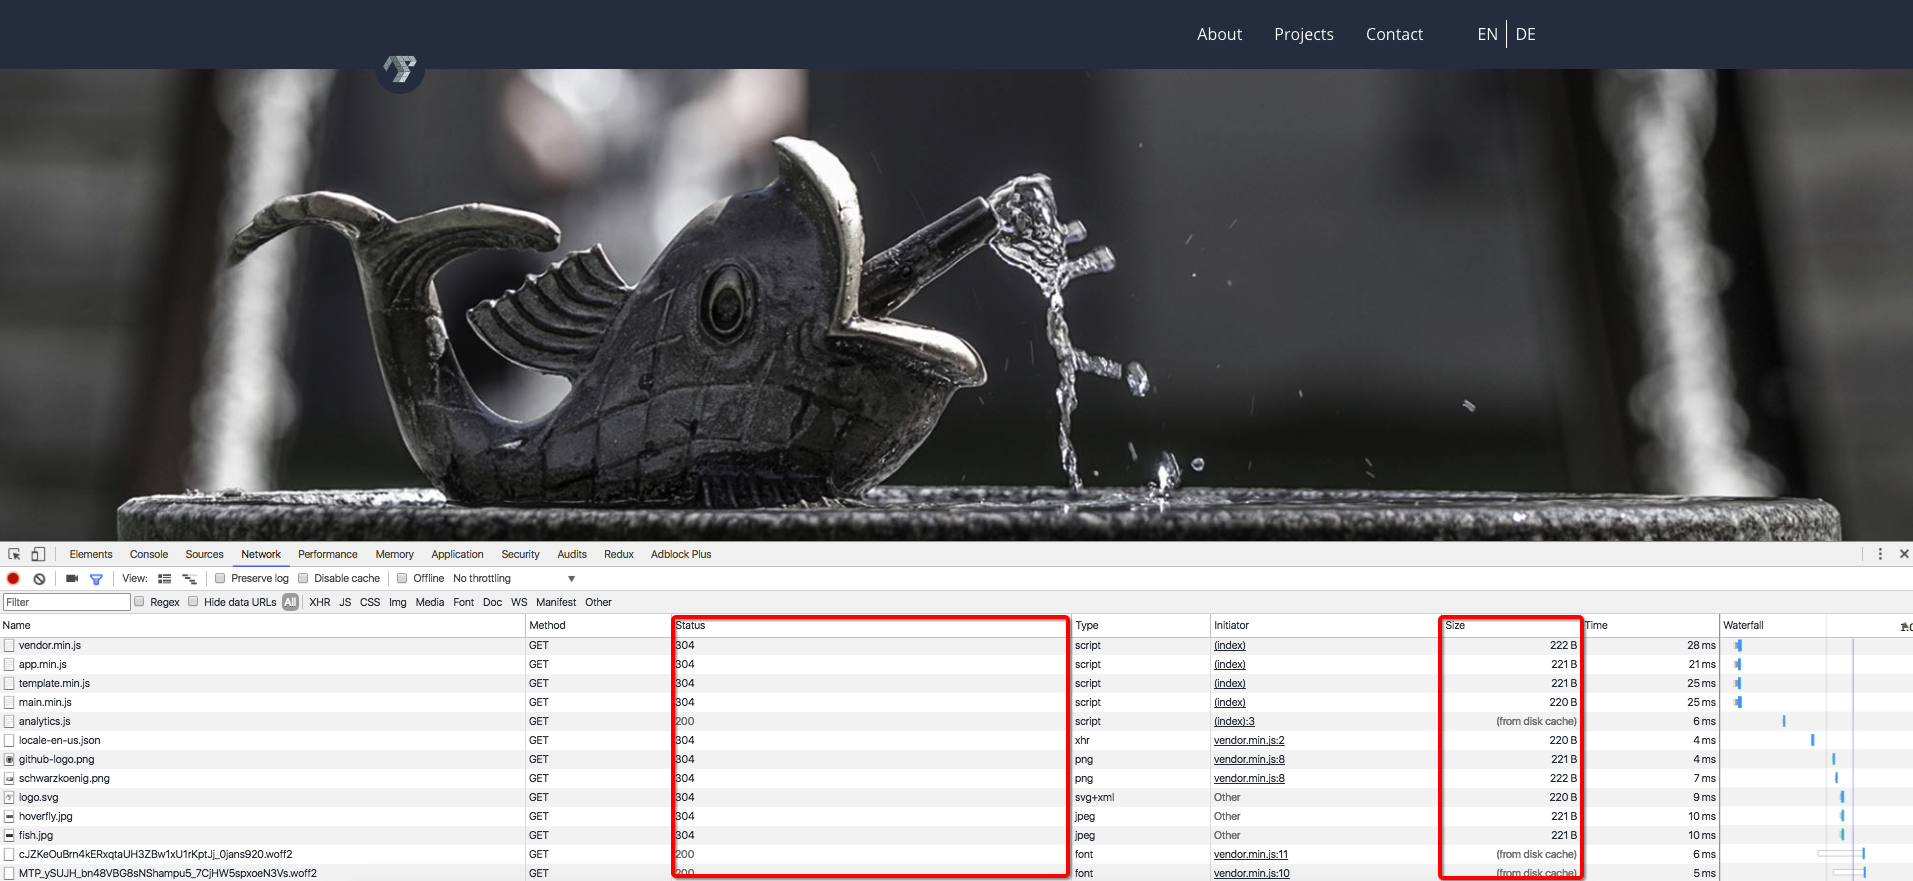 About Projects Contact EN DE
Elements Console Sources Network Performance Memory Application Security Audits Redux Adblock Plus
View: Preserve log Disable cache Offline No throttling
Filter Regex Hide data URLs All XHR JS CSS Img Media Font Doc WS Manifest Other
Name Method Status Type Initiator Size Time Waterfall
vendor.min.js GET 304 script (index) 222 B 28 ms
app.min.js GET 304 script (index) 221 B 21 ms
template.min.js GET 304 script (index) 221 B 25 ms
main.min.js GET 304 script (index) 220 B 25 ms
analytics.js GET 200 script (index):3 (from disk cache) 6 ms
locale-en-us.json GET 304 xhr vendor.min.js:2 220 B 4 ms
github-logo.png GET 304 png vendor.min.js:8 221 B 4 ms
schwarzkoenig.png GET 304 png vendor.min.js:8 222 B 7 ms
logo.svg GET 304 svg+xml Other 220 B 9 ms
hoverfly.jpg GET 304 jpeg Other 221 B 10 ms
fish.jpg GET 304 jpeg Other 221 B 10 ms
cJZKeOuBrn4kERxqtaUH3ZBw1xU1rKptJj_0jans920.woff2 GET 200 font vendor.min.js:11 (from disk cache) 6 ms
MTP_ySUJH_bn48VBG8sNShampu5_7CjHW5spxoeN3Vs.woff2 GET 200 font vendor.min.js:10 (from disk cache) 5 ms